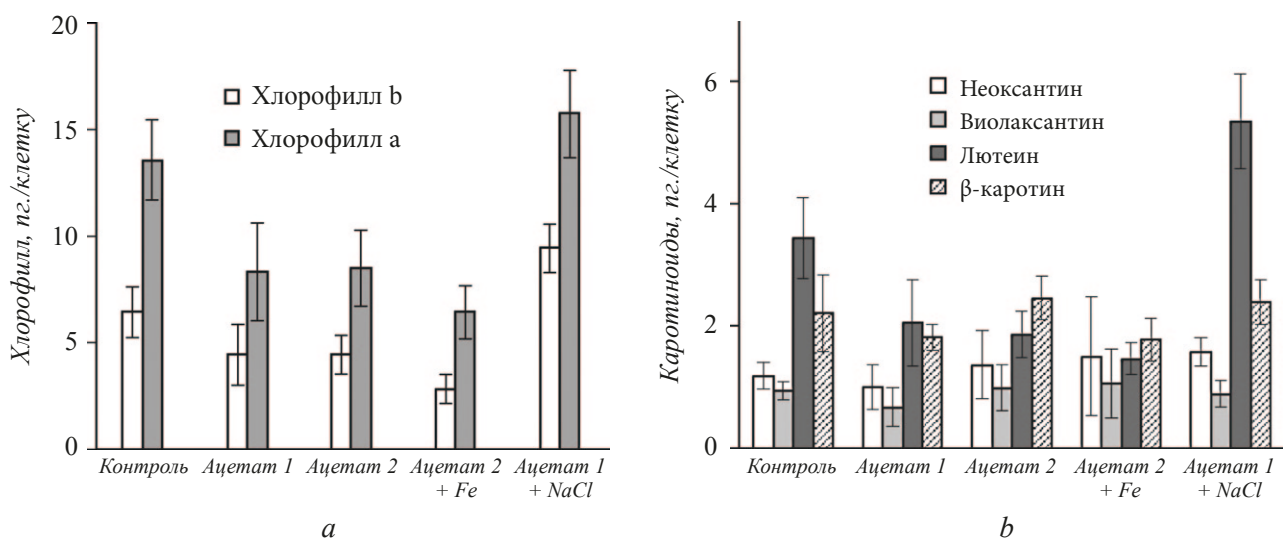 Хлорофилл, пг./клетку
20
15
10
5
0
Хлорофилл b
Хлорофилл a
Контроль
Ацетат 1
Ацетат 2
Ацетат 2
+ Fe
Ацетат 1
+ NaCl
a
Каротиноиды, пг./клетку
6
4
2
0
Неоксантин
Виолаксантин
Лютеин
β-каротин
Контроль
Ацетат 1
Ацетат 2
Ацетат 2
+ Fe
Ацетат 1
+ NaCl
b